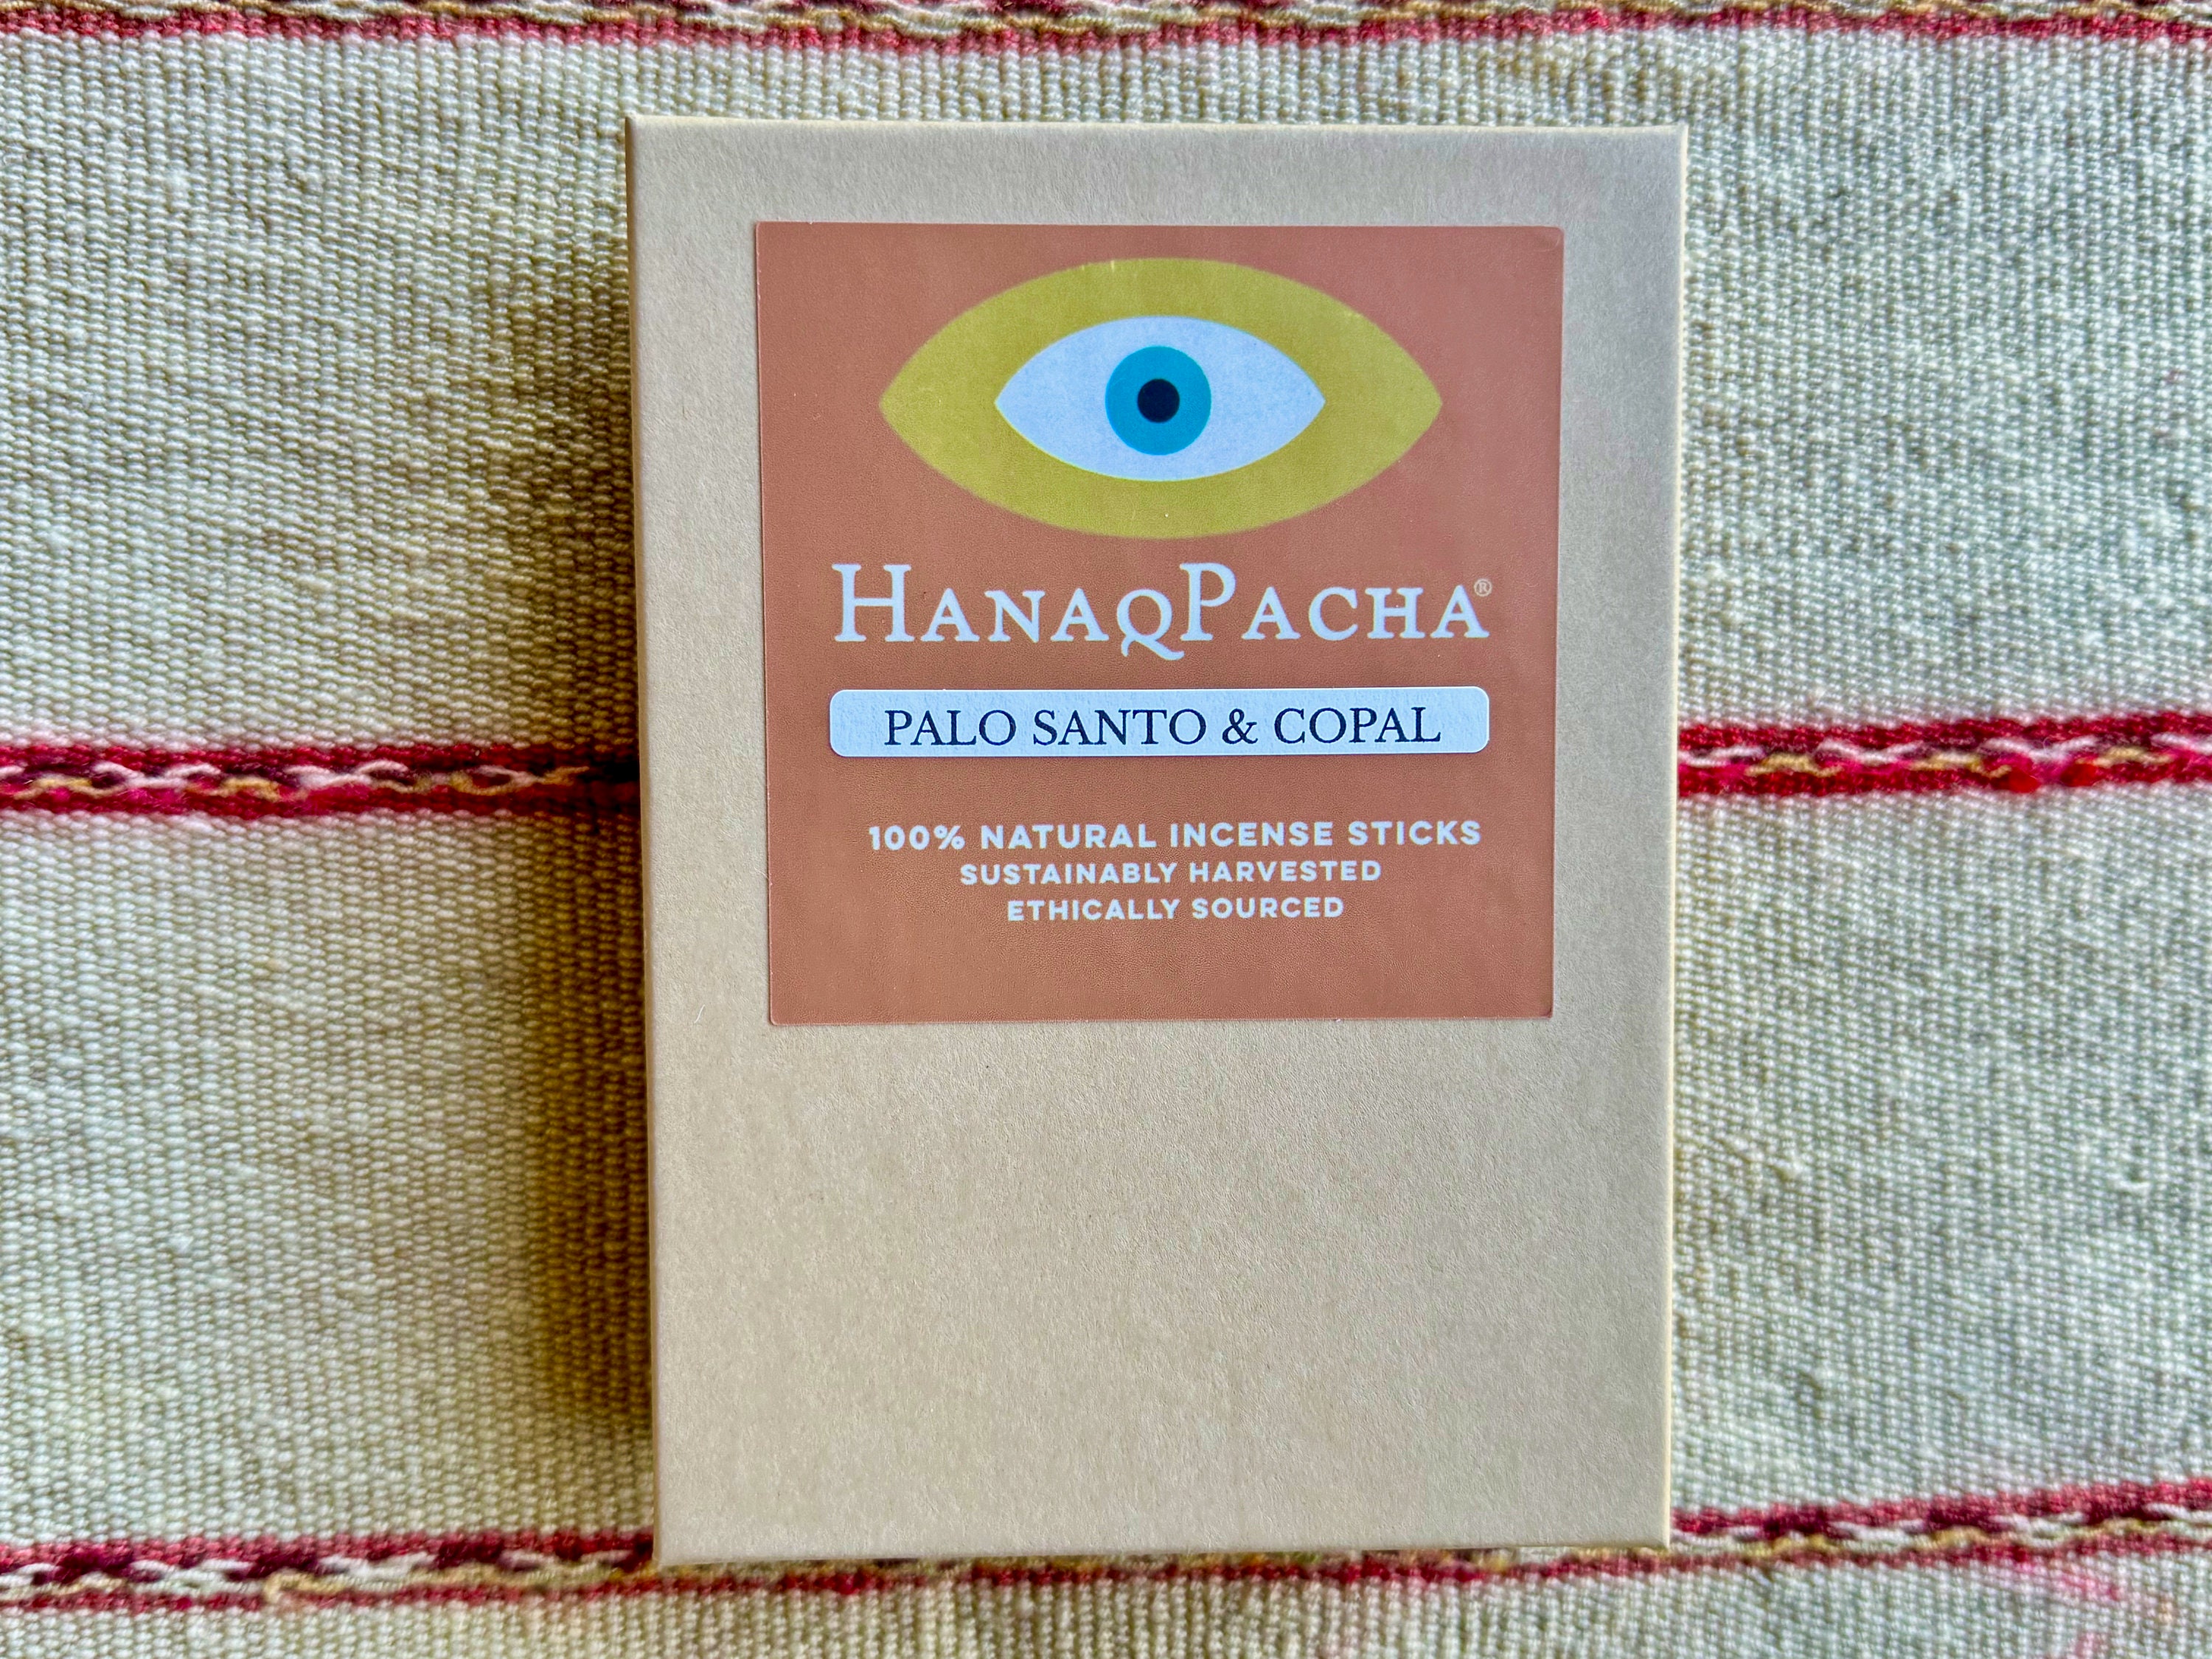 HANAQPACHA®
PALO SANTO & COPAL
100% NATURAL INCENSE STICKS
SUSTAINABLY HARVESTED
ETHICALLY SOURCED